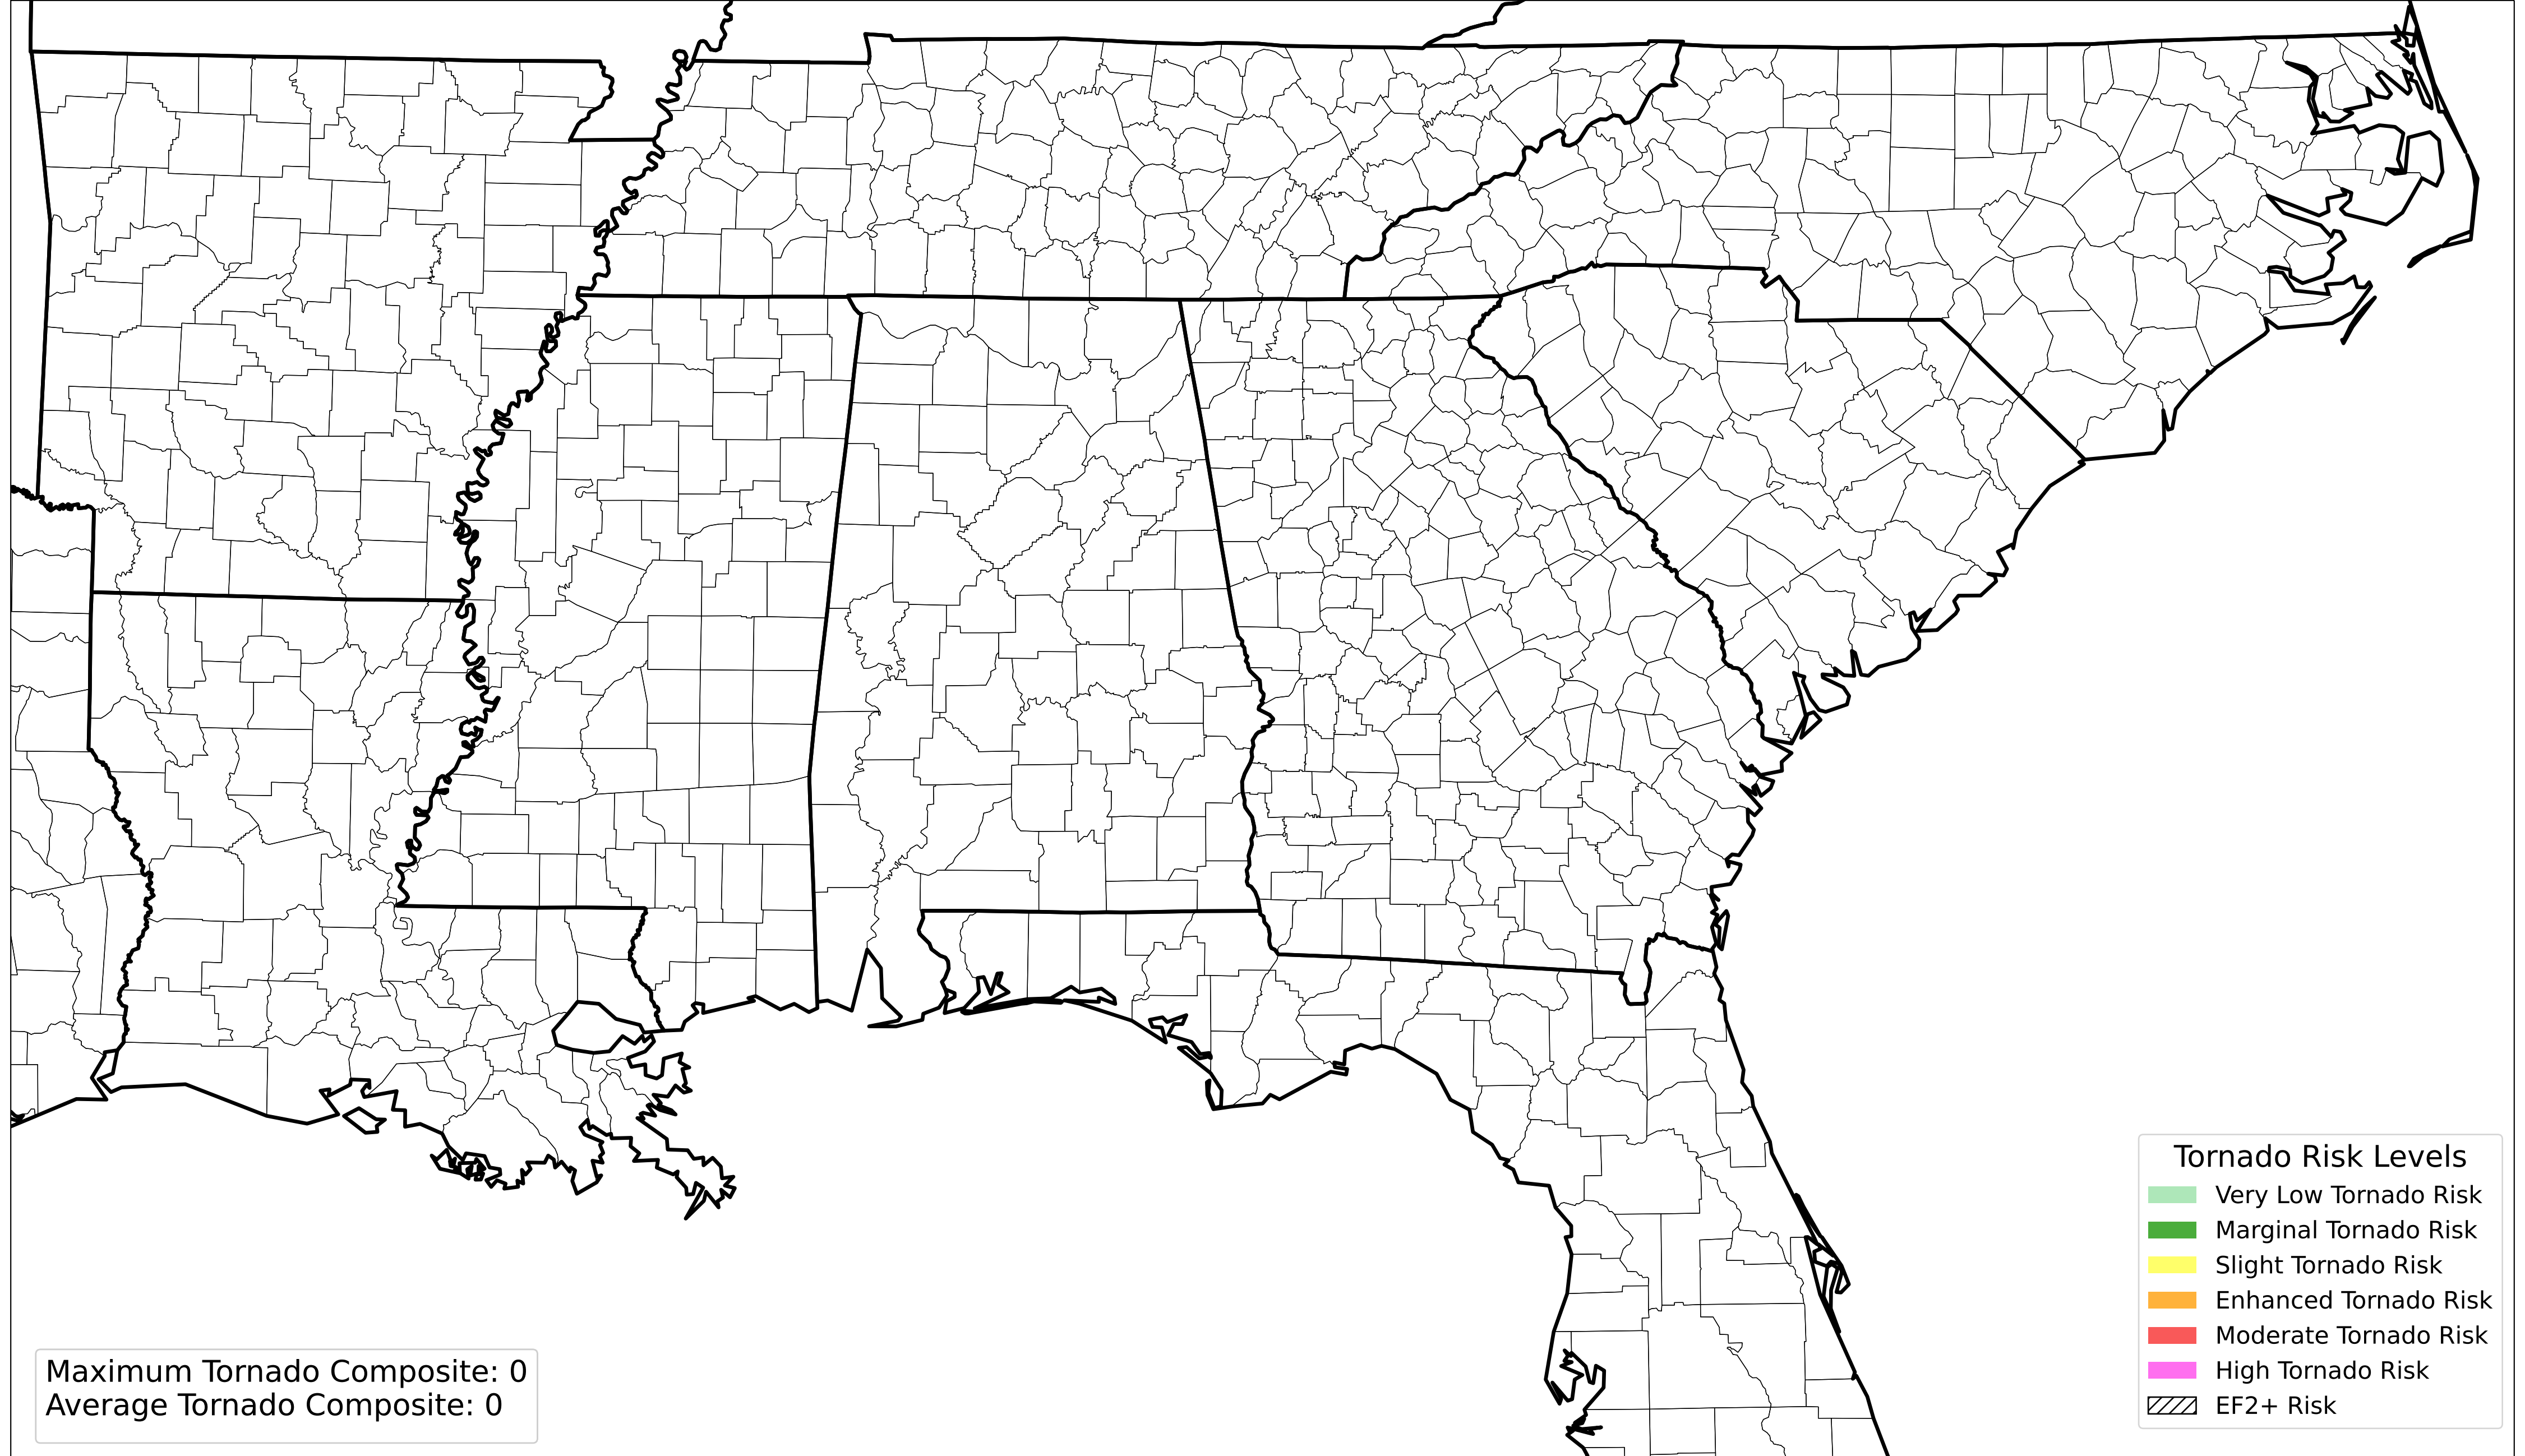 Tornado Risk Levels
Very Low Tornado Risk
Marginal Tornado Risk
Slight Tornado Risk
Enhanced Tornado Risk
Moderate Tornado Risk
High Tornado Risk
EF2+ Risk
Maximum Tornado Composite: 0
Average Tornado Composite: 0